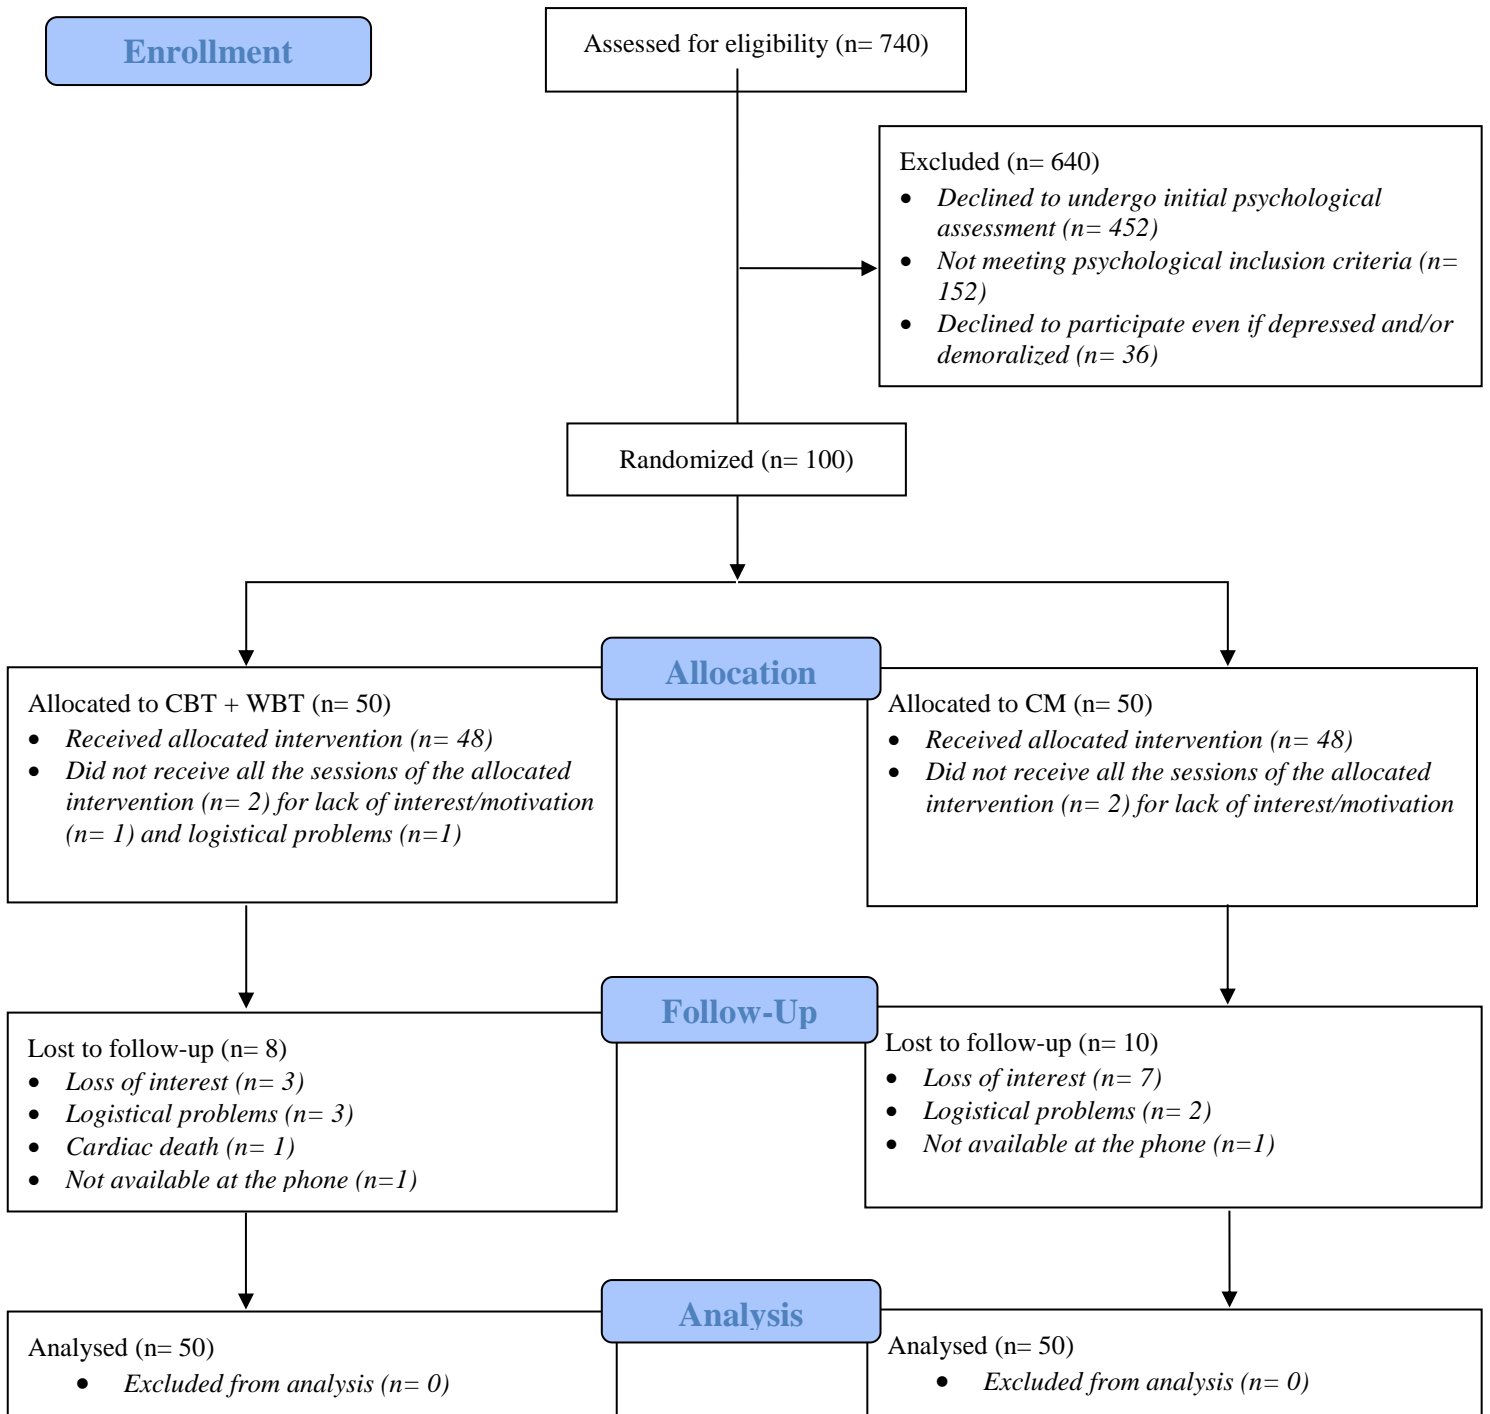 Enrollment
Assessed for eligibility (n= 740)
Excluded (n= 640)
• Declined to undergo initial psychological
assessment (n= 452)
• Not meeting psychological inclusion criteria (n=
152)
• Declined to participate even if depressed and/or
demoralized (n= 36)
Randomized (n= 100)
Allocation
Allocated to CBT + WBT (n= 50)
• Received allocated intervention (n= 48)
• Did not receive all the sessions of the allocated
intervention (n= 2) for lack of interest/motivation
(n= 1) and logistical problems (n=1)
Allocated to CM (n= 50)
• Received allocated intervention (n= 48)
• Did not receive all the sessions of the allocated
intervention (n= 2) for lack of interest/motivation
Follow-Up
Lost to follow-up (n= 8)
• Loss of interest (n= 3)
• Logistical problems (n= 3)
• Cardiac death (n= 1)
• Not available at the phone (n=1)
Lost to follow-up (n= 10)
• Loss of interest (n= 7)
• Logistical problems (n= 2)
• Not available at the phone (n=1)
Analysis
Analysed (n= 50)
• Excluded from analysis (n= 0)
Analysed (n= 50)
• Excluded from analysis (n= 0)